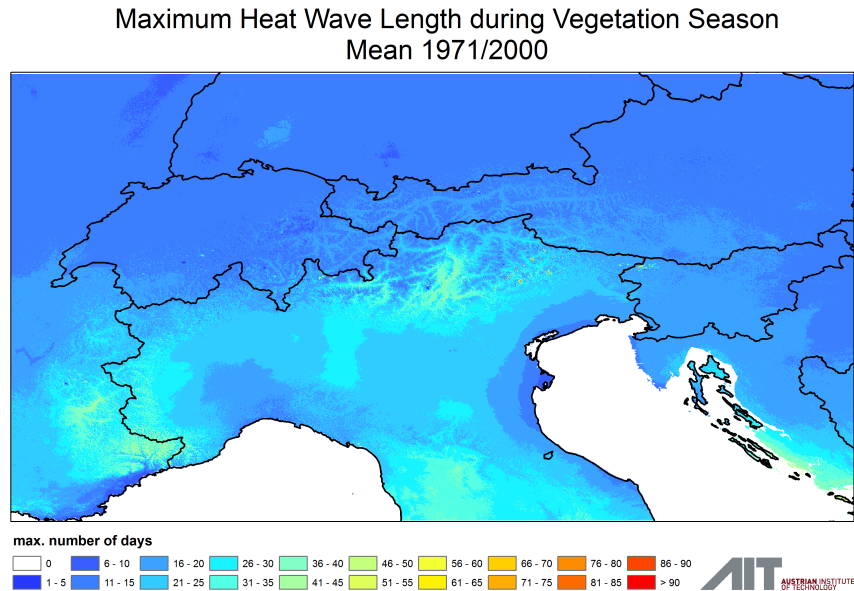 Maximum Heat Wave Length during Vegetation Season
Mean 1971/2000
max. number of days
0 6 - 10 16 - 20 26 - 30 36 - 40 46 - 50 56 - 60 66 - 70 76 - 80 86 - 90
1 - 5 11 - 15 21 - 25 31 - 35 41 - 45 51 - 55 61 - 65 71 - 75 81 - 85 > 90
AIT AUSTRIAN INSTITUTE
OF TECHNOLOGY